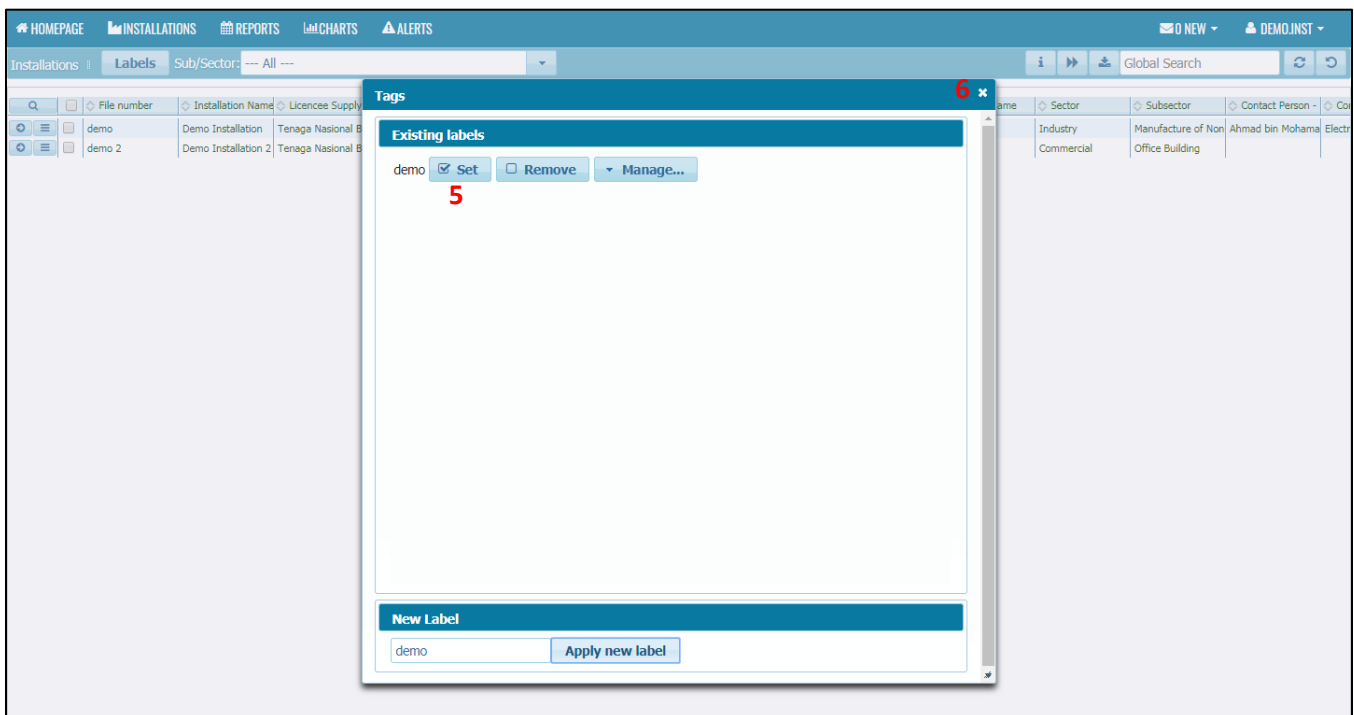 HOMEPAGE INSTALLATIONS REPORTS CHARTS ALERTS 0 NEW DEMO.INST
Installations Labels Sub/Sector: --- All --- i Global Search
Tags 6 x
File number Installation Name Licencee Supply ame Sector Subsector Contact Person - Cor
demo Demo Installation Tenaga Nasional B Industry Manufacture of Non Ahmad bin Mohama Electr
demo 2 Demo Installation 2 Tenaga Nasional B Commercial Office Building
Existing labels
demo Set Remove Manage...
5
New Label
demo Apply new label